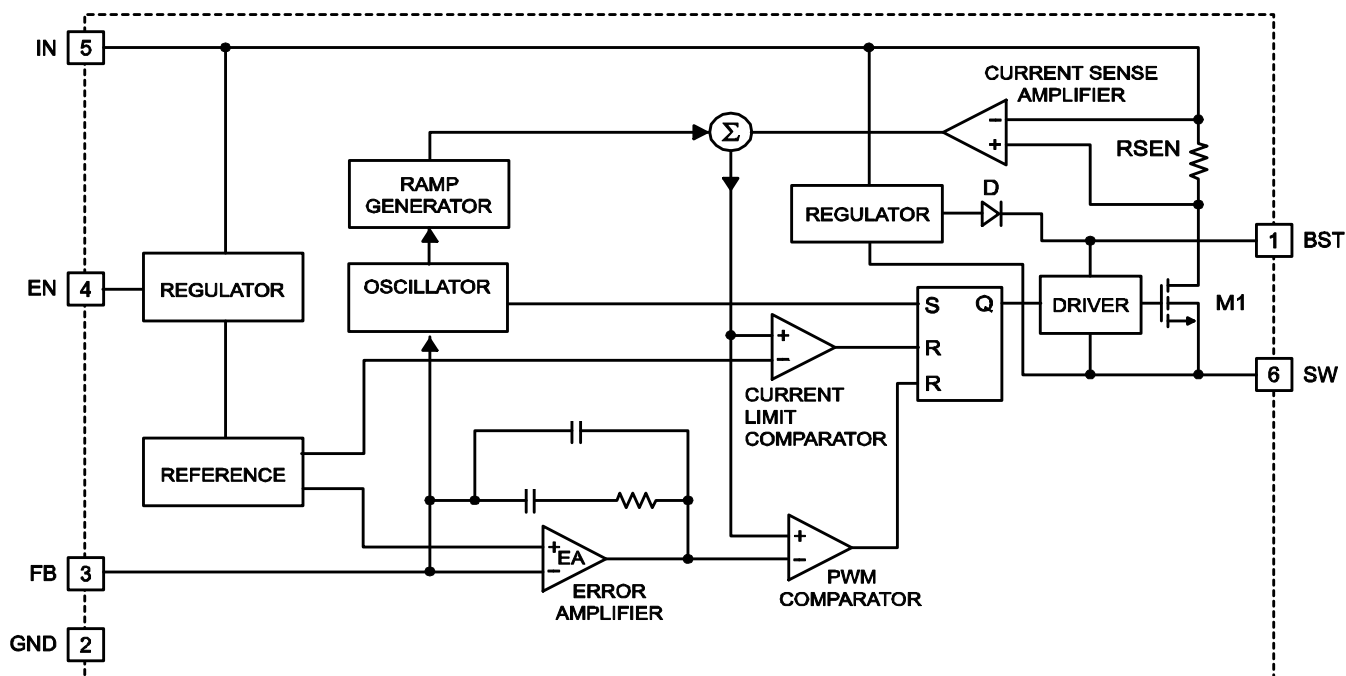 IN 5
CURRENT SENSE
AMPLIFIER
− +
Σ
RSEN
RAMP
GENERATOR
REGULATOR
D
1 BST
EN 4
REGULATOR
OSCILLATOR
S Q
R
R
DRIVER
M1
+ −
CURRENT
LIMIT
COMPARATOR
6 SW
REFERENCE
+ −
EA
ERROR
AMPLIFIER
+ −
PWM
COMPARATOR
FB 3
GND 2